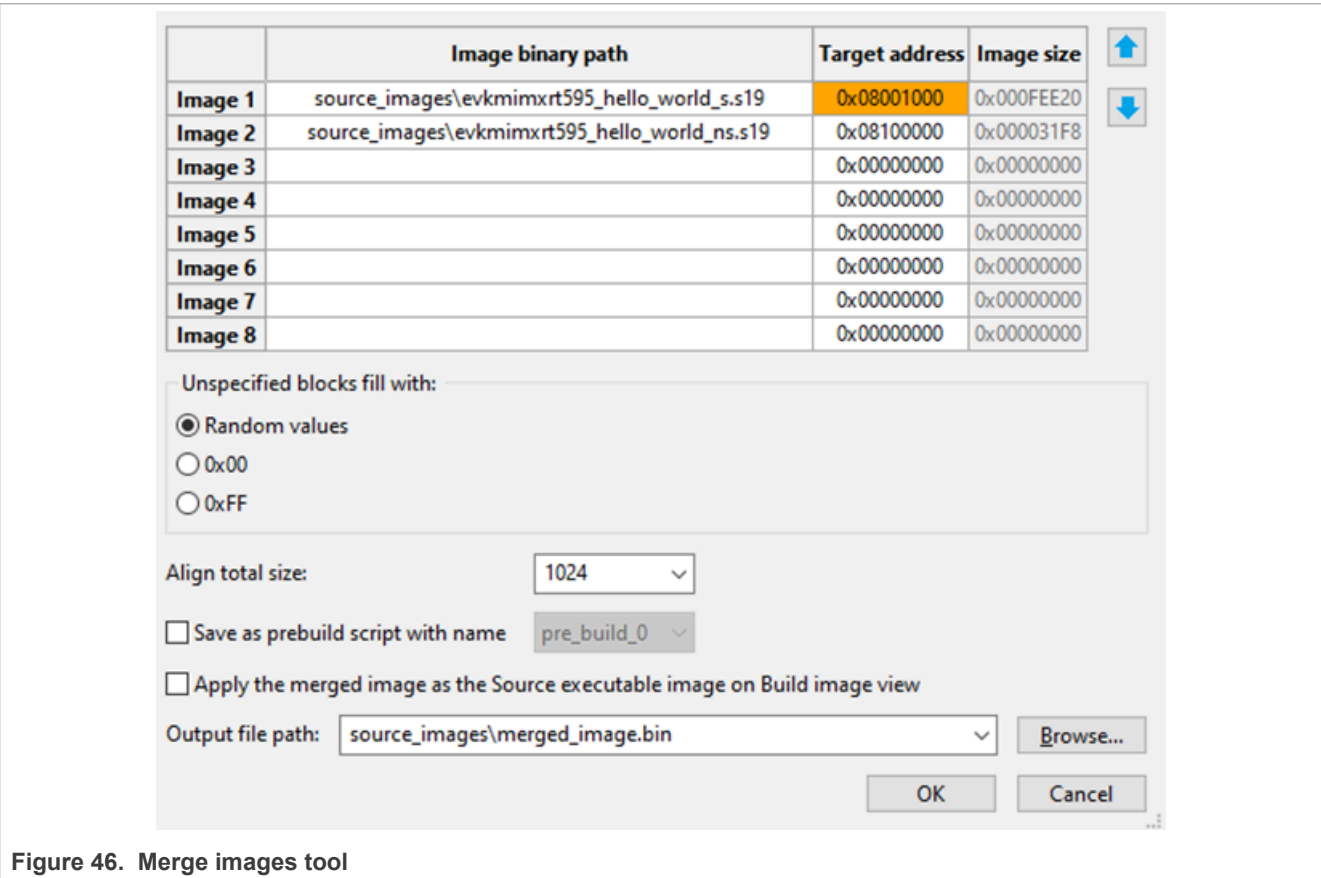 Image binary path Target address Image size
Image 1 source_images\evkmimxrt595_hello_world_s.s19 0x08001000 0x000FEE20
Image 2 source_images\evkmimxrt595_hello_world_ns.s19 0x08100000 0x000031F8
Image 3 0x00000000 0x00000000
Image 4 0x00000000 0x00000000
Image 5 0x00000000 0x00000000
Image 6 0x00000000 0x00000000
Image 7 0x00000000 0x00000000
Image 8 0x00000000 0x00000000
Unspecified blocks fill with:
Random values
0x00
0xFF
Align total size: 1024
Save as prebuild script with name pre_build_0
Apply the merged image as the Source executable image on Build image view
Output file path: source_images\merged_image.bin Browse...
OK Cancel
Figure 46. Merge images tool